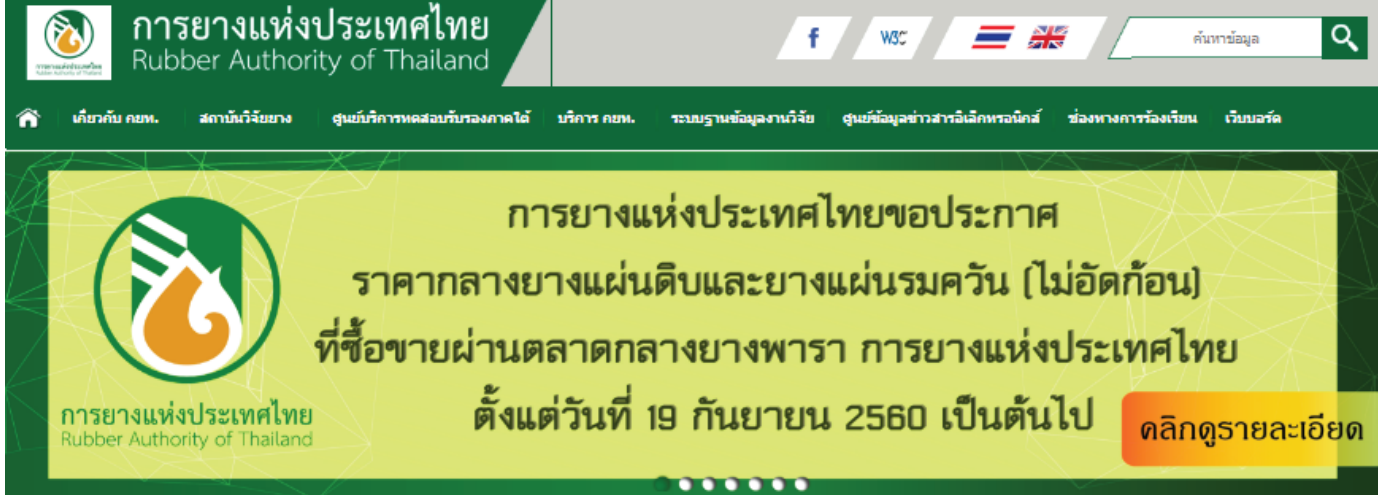 การยางแห่งประเทศไทย
Rubber Authority of Thailand
f
W3C
ค้นหาข้อมูล
เกี่ยวกับ กยท. สถาบันวิจัยยาง ศูนย์บริการทดสอบรับรองภาคใต้ บริการ กยท. ระบบฐานข้อมูลงานวิจัย ศูนย์ข้อมูลข่าวสารอิเล็กทรอนิกส์ ช่องทางการร้องเรียน เว็บบอร์ด
การยางแห่งประเทศไทยขอประกาศ
ราคากลางยางแผ่นดิบและยางแผ่นรมควัน (ไม่อัดก้อน)
ที่ซื้อขายผ่านตลาดกลางยางพารา การยางแห่งประเทศไทย
ตั้งแต่วันที่ 19 กันยายน 2560 เป็นต้นไป
การยางแห่งประเทศไทย
Rubber Authority of Thailand
คลิกดูรายละเอียด